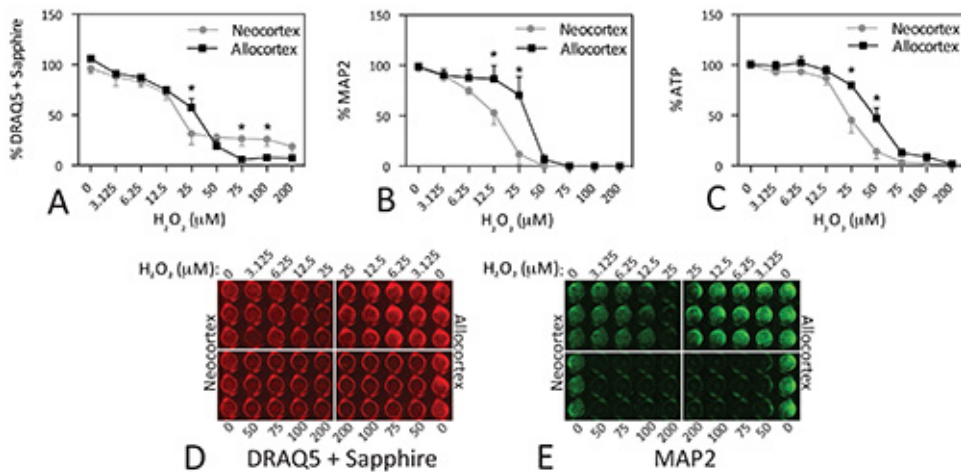 Neocortex
Allocortex
% DRAQ5 + Sapphire
150
100
50
0
*
* *
0 3.125 6.25 12.5 25 50 75 100 200
A
H₂O₂ (μM)
Neocortex
Allocortex
% MAP2
150
100
50
0
* *
0 3.125 6.25 12.5 25 50 75 100 200
B
H₂O₂ (μM)
Neocortex
Allocortex
% ATP
150
100
50
0
*
*
0 3.125 6.25 12.5 25 50 75 100 200
C
H₂O₂ (μM)
H₂O₂ (μM): 0 3.125 6.25 12.5 25 25 12.5 6.25 3.125 0
Neocortex
Allocortex
0 50 75 100 200 200 100 75 50 0
D DRAQ5 + Sapphire
H₂O₂ (μM): 0 3.125 6.25 12.5 25 25 12.5 6.25 3.125 0
Neocortex
Allocortex
0 50 75 100 200 200 100 75 50 0
E MAP2